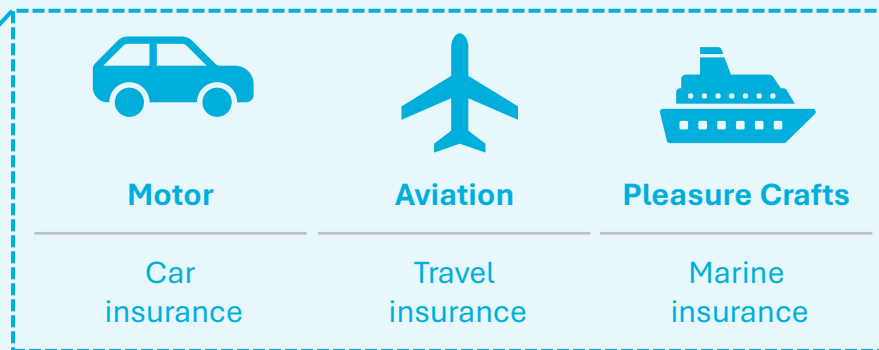 Motor
Car
insurance
Aviation
Travel
insurance
Pleasure Crafts
Marine
insurance